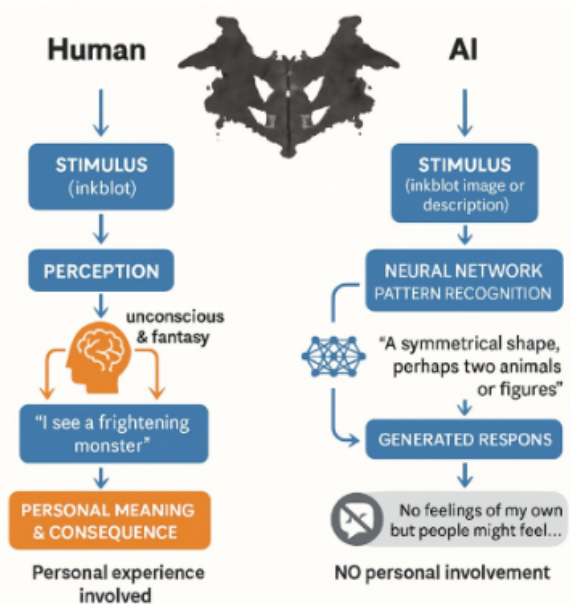 Human
STIMULUS
(inkblot)
PERCEPTION
unconscious
& fantasy
"I see a frightening
monster"
PERSONAL MEANING
& CONSEQUENCE
Personal experience
involved
AI
STIMULUS
(inkblot image or
description)
NEURAL NETWORK
PATTERN RECOGNITION
"A symmetrical shape,
perhaps two animals
or figures"
GENERATED RESPONS
No feelings of my own
but people might feel...
NO personal involvement